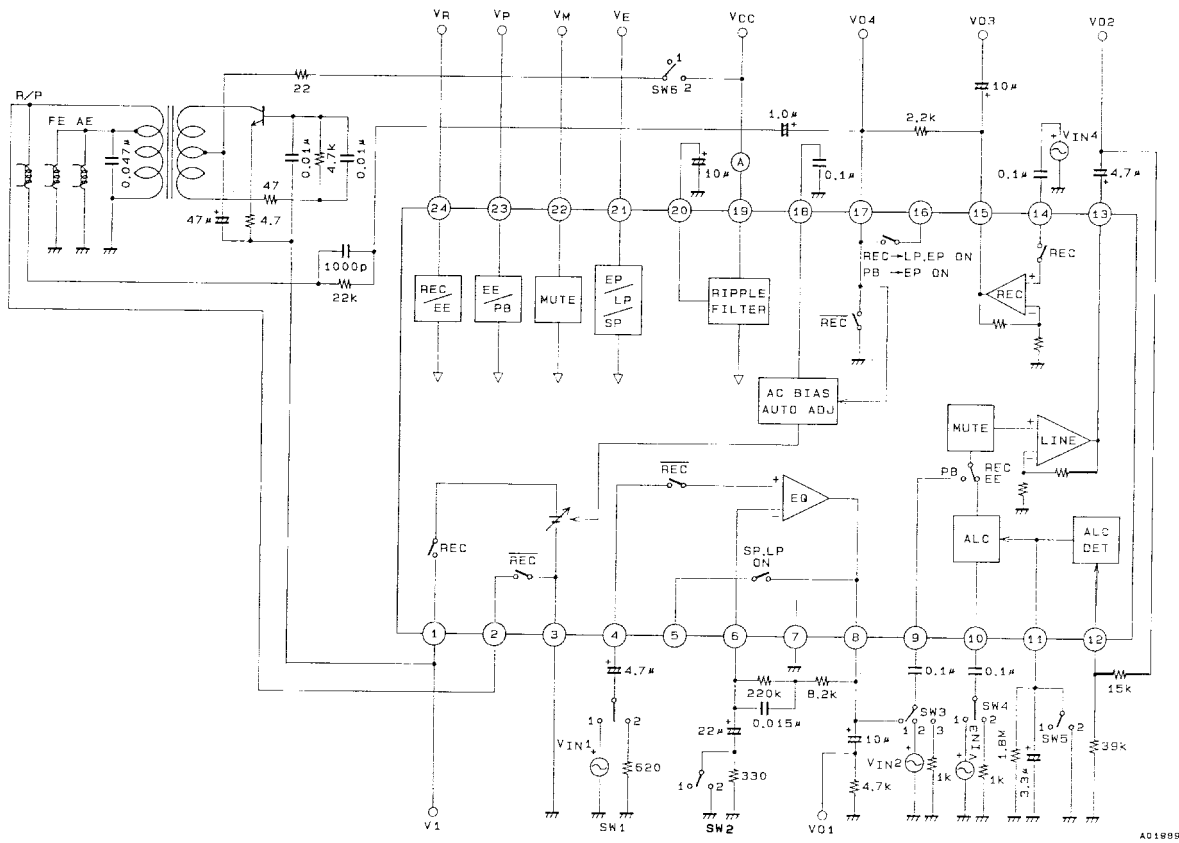 VR VP VM VE VCC VO4 VO3 VO2
1
22
SW6 2
10μ
R/P
FE AE
0.047μ
0.01μ
4.7k
0.01μ
1.0μ
2.2k
VIN4
10μ
A
0.1μ
0.1μ
4.7μ
47
47μ
4.7
24 23 22 21 20 19 18 17 16 15 14 13
1000p
22k
REC→LP,EP ON
PB →EP ON
REC
REC/EE
EE/PB
MUTE
EP/LP/SP
RIPPLE FILTER
REC
REC
AC BIAS
AUTO ADJ
MUTE
LINE
REC
EQ
PB
REC
EE
REC
REC
SP,LP
ON
ALC
ALC
DET
1 2 3 4 5 6 7 8 9 10 11 12
4.7μ
220k
8.2k
0.1μ
0.1μ
15k
0.015μ
1 2
22μ
10μ
SW3
1 2 3
SW4
1 2
1 2
SW5
VIN1
620
1 2
330
4.7k
VIN2
1k
VIN3
1k
1.8M
3.3μ
39k
V1
SW1
SW2
VO1
A01889